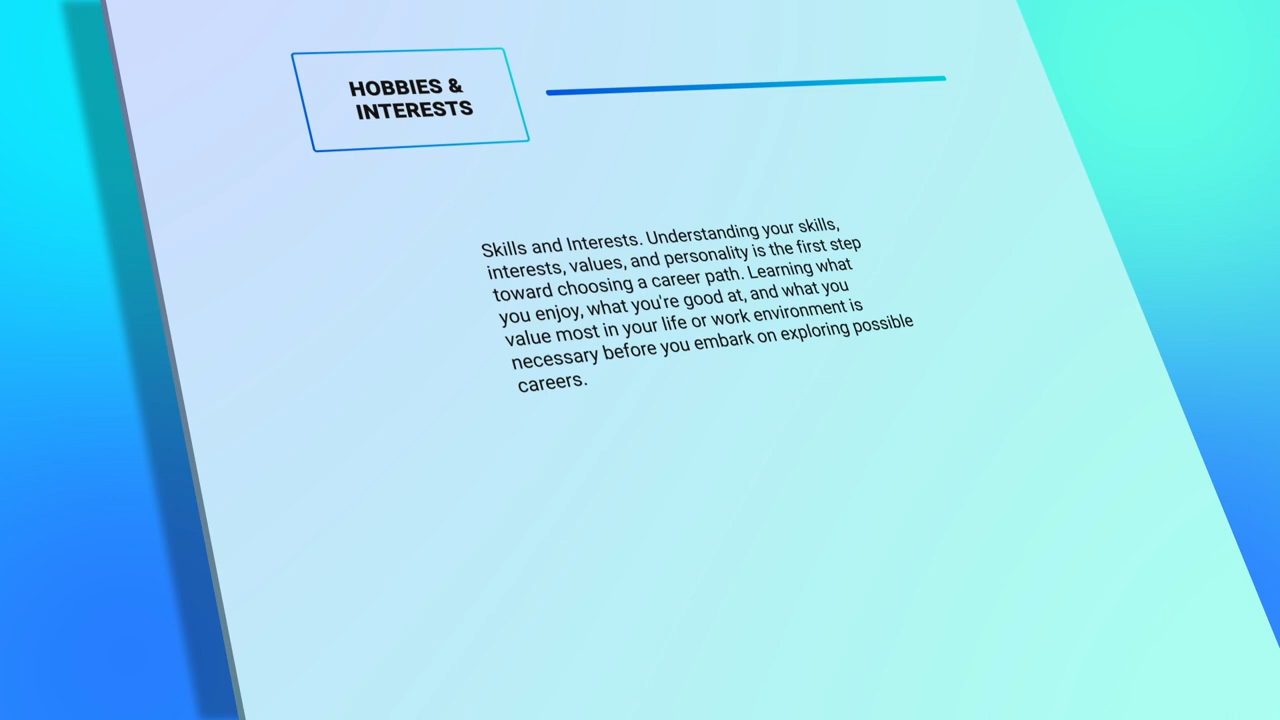 HOBBIES &
INTERESTS
Skills and Interests. Understanding your skills,
interests, values, and personality is the first step
toward choosing a career path. Learning what
you enjoy, what you're good at, and what you
value most in your life or work environment is
necessary before you embark on exploring possible
careers.